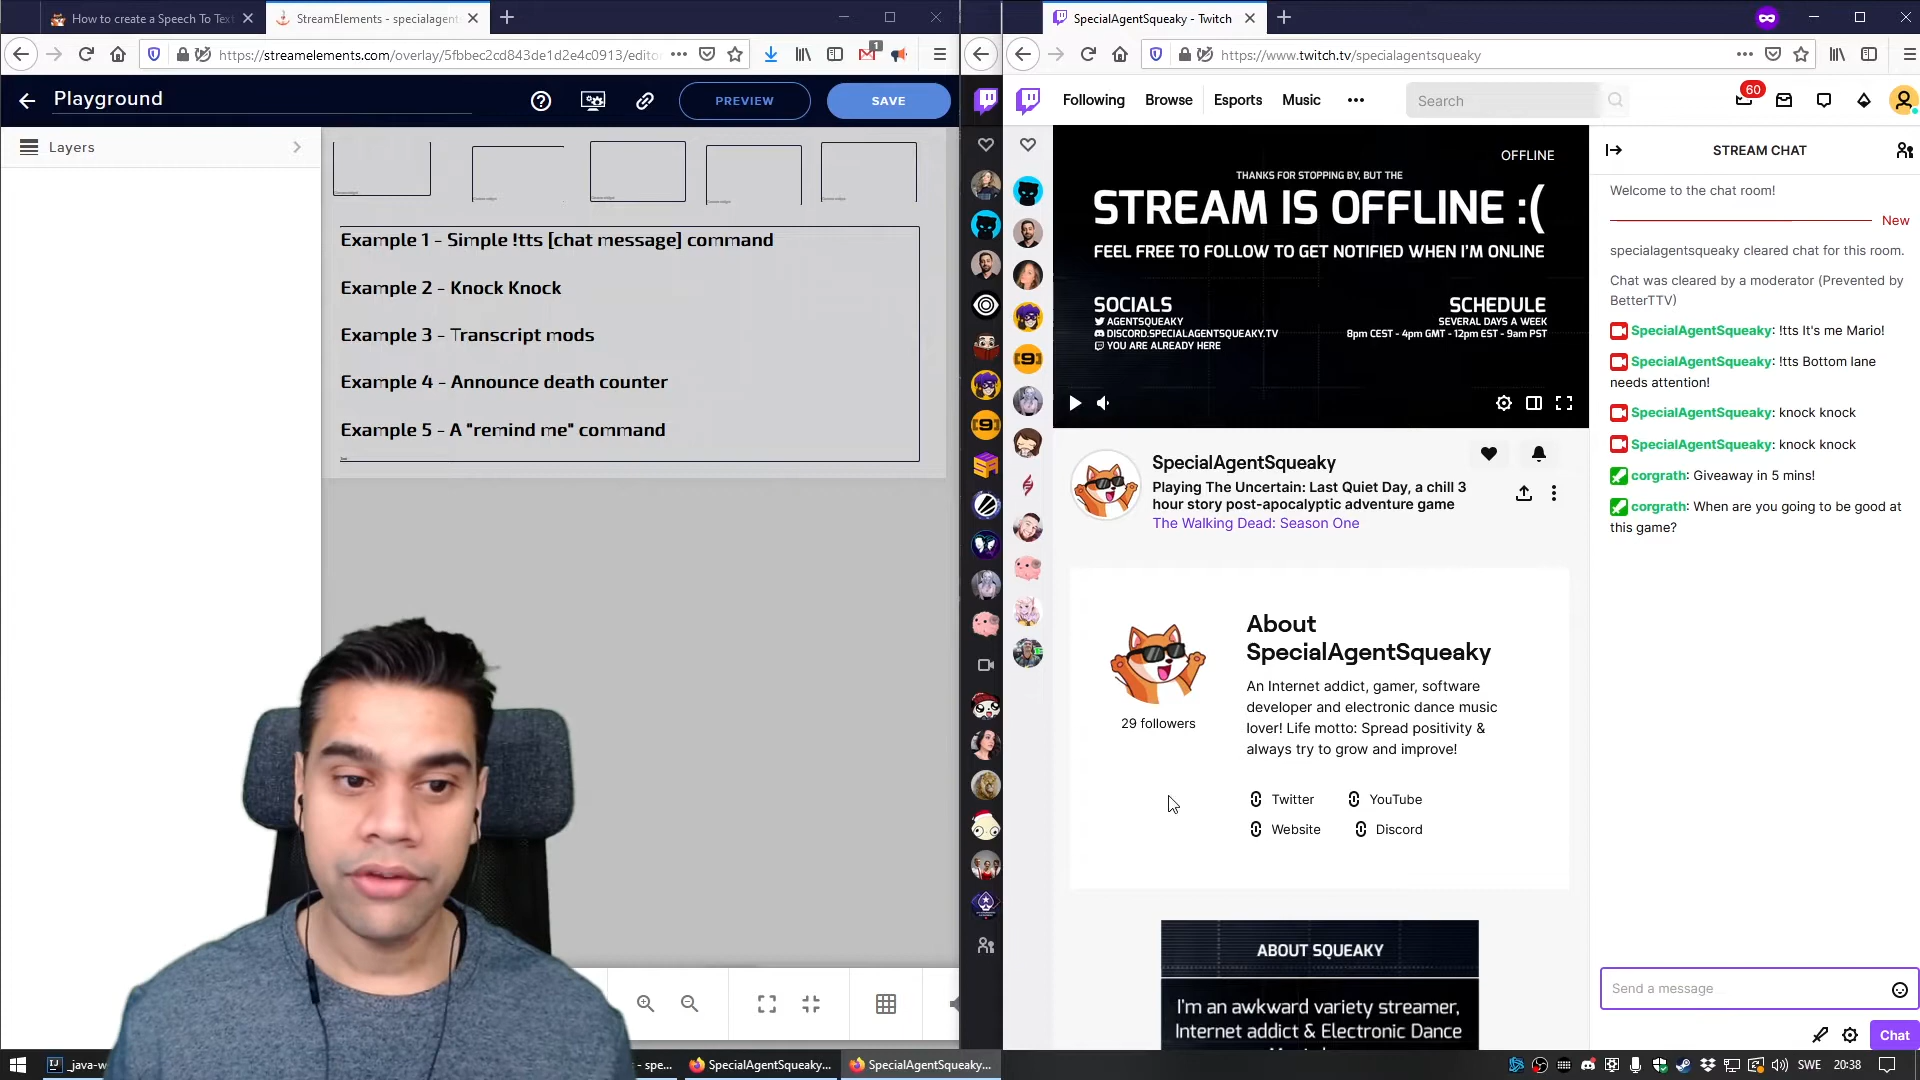 How to create a Speech To Tex
StreamElements - specialagent
https://streamelements.com/overlay/5fbbec2cd843de1d2e4c0913/edito
1
Playground
PREVIEW
SAVE
Layers
Example 1 - Simple !tts [chat message] command
Example 2 - Knock Knock
Example 3 - Transcript mods
Example 4 - Announce death counter
Example 5 - A "remind me" command
SpecialAgentSqueaky - Twitch
https://www.twitch.tv/specialagentsqueaky
Following
Browse
Esports
Music
Search
60
OFFLINE
THANKS FOR STOPPING BY, BUT THE
STREAM IS OFFLINE :(
FEEL FREE TO FOLLOW TO GET NOTIFIED WHEN I'M ONLINE
SOCIALS
AGENTSQUEAKY
DISCORD.SPECIALAGENTSQUEAKY.TV
YOU ARE ALREADY HERE
SCHEDULE
SEVERAL DAYS A WEEK
8pm CEST - 4pm GMT - 12pm EST - 9am PST
SpecialAgentSqueaky
Playing The Uncertain: Last Quiet Day, a chill 3
hour story post-apocalyptic adventure game
The Walking Dead: Season One
29 followers
About
SpecialAgentSqueaky
An Internet addict, gamer, software
developer and electronic dance music
lover! Life motto: Spread positivity &
always try to grow and improve!
Twitter
YouTube
Website
Discord
ABOUT SQUEAKY
I'm an awkward variety streamer,
Internet addict & Electronic Dance
STREAM CHAT
Welcome to the chat room!
New
specialagentsqueaky cleared chat for this room.
Chat was cleared by a moderator (Prevented by
BetterTTV)
SpecialAgentSqueaky: !tts It's me Mario!
SpecialAgentSqueaky: !tts Bottom lane
needs attention!
SpecialAgentSqueaky: knock knock
SpecialAgentSqueaky: knock knock
corgrath: Giveaway in 5 mins!
corgrath: When are you going to be good at
this game?
Send a message
Chat
_java-w
- spe...
SpecialAgentSqueaky...
SpecialAgentSqueaky...
SWE
20:38